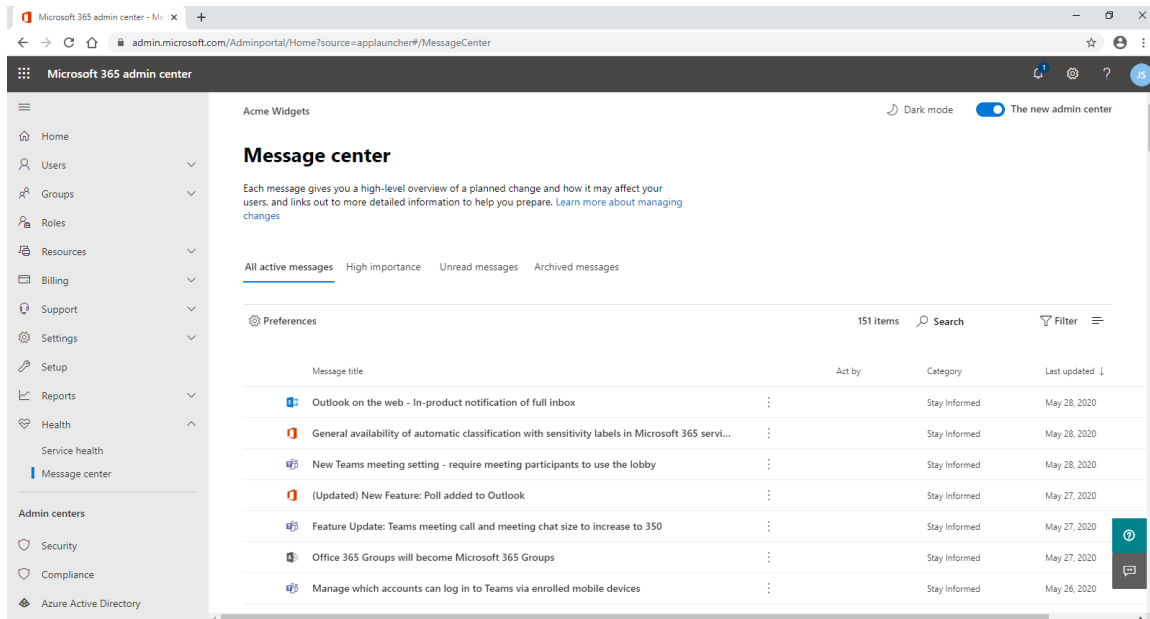 Microsoft 365 admin center - Me
admin.microsoft.com/Adminportal/Home?source=applauncher#/MessageCenter
Microsoft 365 admin center
1
?
JS
Acme Widgets
Dark mode
The new admin center
Home
Users
Groups
Roles
Resources
Billing
Support
Settings
Setup
Reports
Health
Service health
Message center
Admin centers
Security
Compliance
Azure Active Directory
Message center
Each message gives you a high-level overview of a planned change and how it may affect your
users, and links out to more detailed information to help you prepare. Learn more about managing
changes
All active messages High importance Unread messages Archived messages
Preferences 151 items Search Filter
Message title Act by Category Last updated ↓
Outlook on the web - In-product notification of full inbox Stay Informed May 28, 2020
General availability of automatic classification with sensitivity labels in Microsoft 365 servi... Stay Informed May 28, 2020
New Teams meeting setting - require meeting participants to use the lobby Stay Informed May 28, 2020
(Updated) New Feature: Poll added to Outlook Stay Informed May 27, 2020
Feature Update: Teams meeting call and meeting chat size to increase to 350 Stay Informed May 27, 2020
Office 365 Groups will become Microsoft 365 Groups Stay Informed May 27, 2020
Manage which accounts can log in to Teams via enrolled mobile devices Stay Informed May 26, 2020